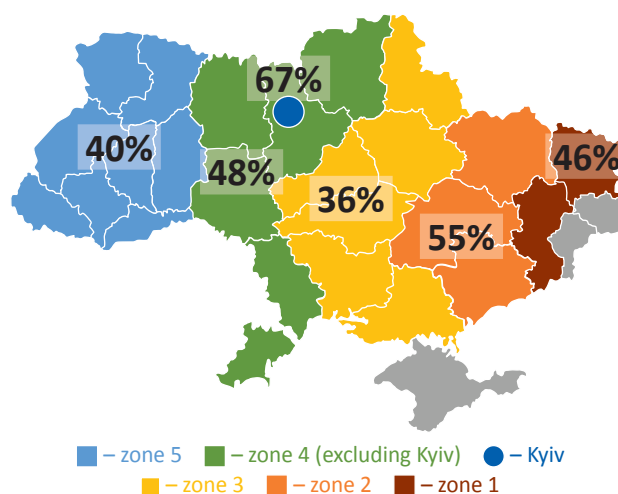 67%
40%
46%
48%
36%
55%
– zone 5
– zone 4 (excluding Kyiv)
– Kyiv
– zone 3
– zone 2
– zone 1